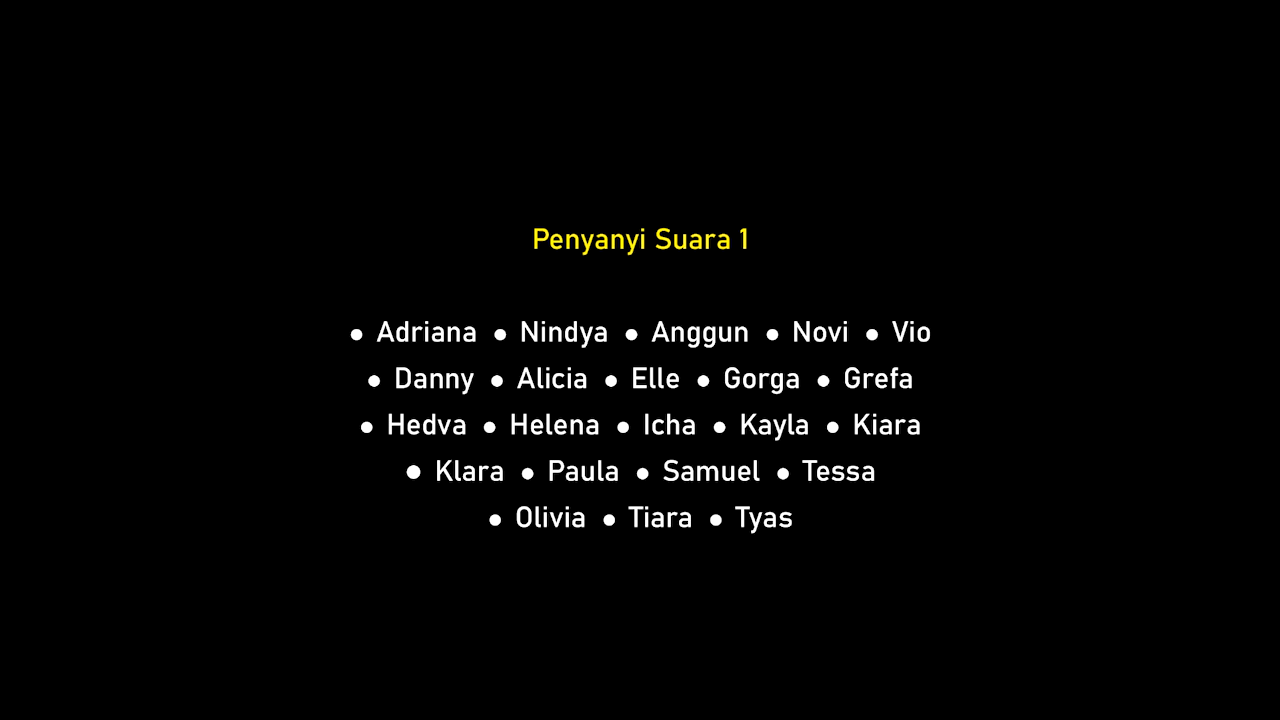 Penyanyi Suara 1
• Adriana • Nindya • Anggun • Novi • Vio
• Danny • Alicia • Elle • Gorga • Grefa
• Hedva • Helena • Icha • Kayla • Kiara
• Klara • Paula • Samuel • Tessa
• Olivia • Tiara • Tyas